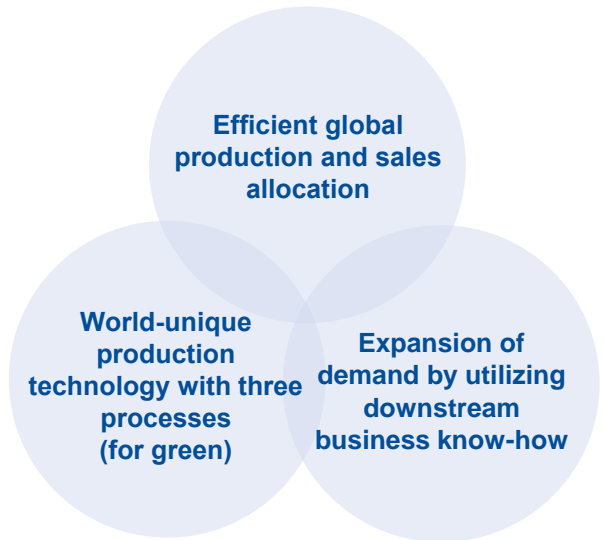 Efficient global
production and sales
allocation
World-unique
production
technology with three
processes
(for green)
Expansion of
demand by utilizing
downstream
business know-how